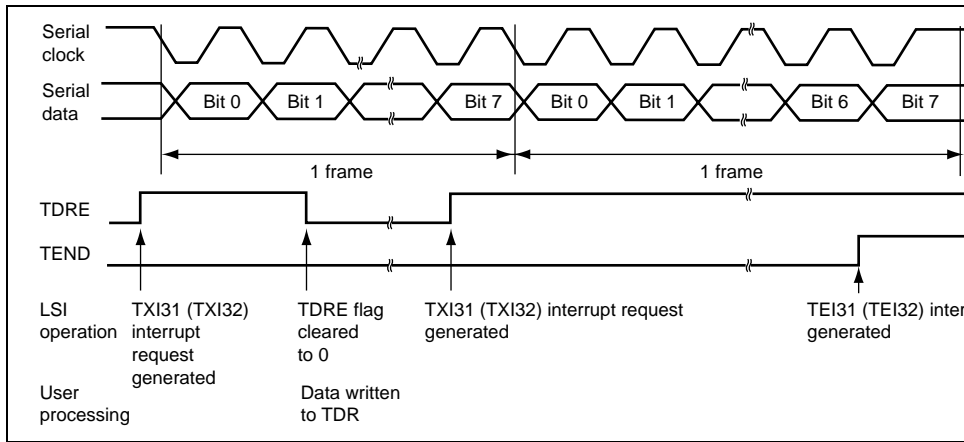 Serial
clock
Serial
data
Bit 0
Bit 1
Bit 7
Bit 0
Bit 1
Bit 6
Bit 7
1 frame
1 frame
TDRE
TEND
LSI
operation
TXI31 (TXI32)
interrupt
request
generated
TDRE flag
cleared
to 0
TXI31 (TXI32) interrupt request
generated
TEI31 (TEI32) inter
generated
User
processing
Data written
to TDR